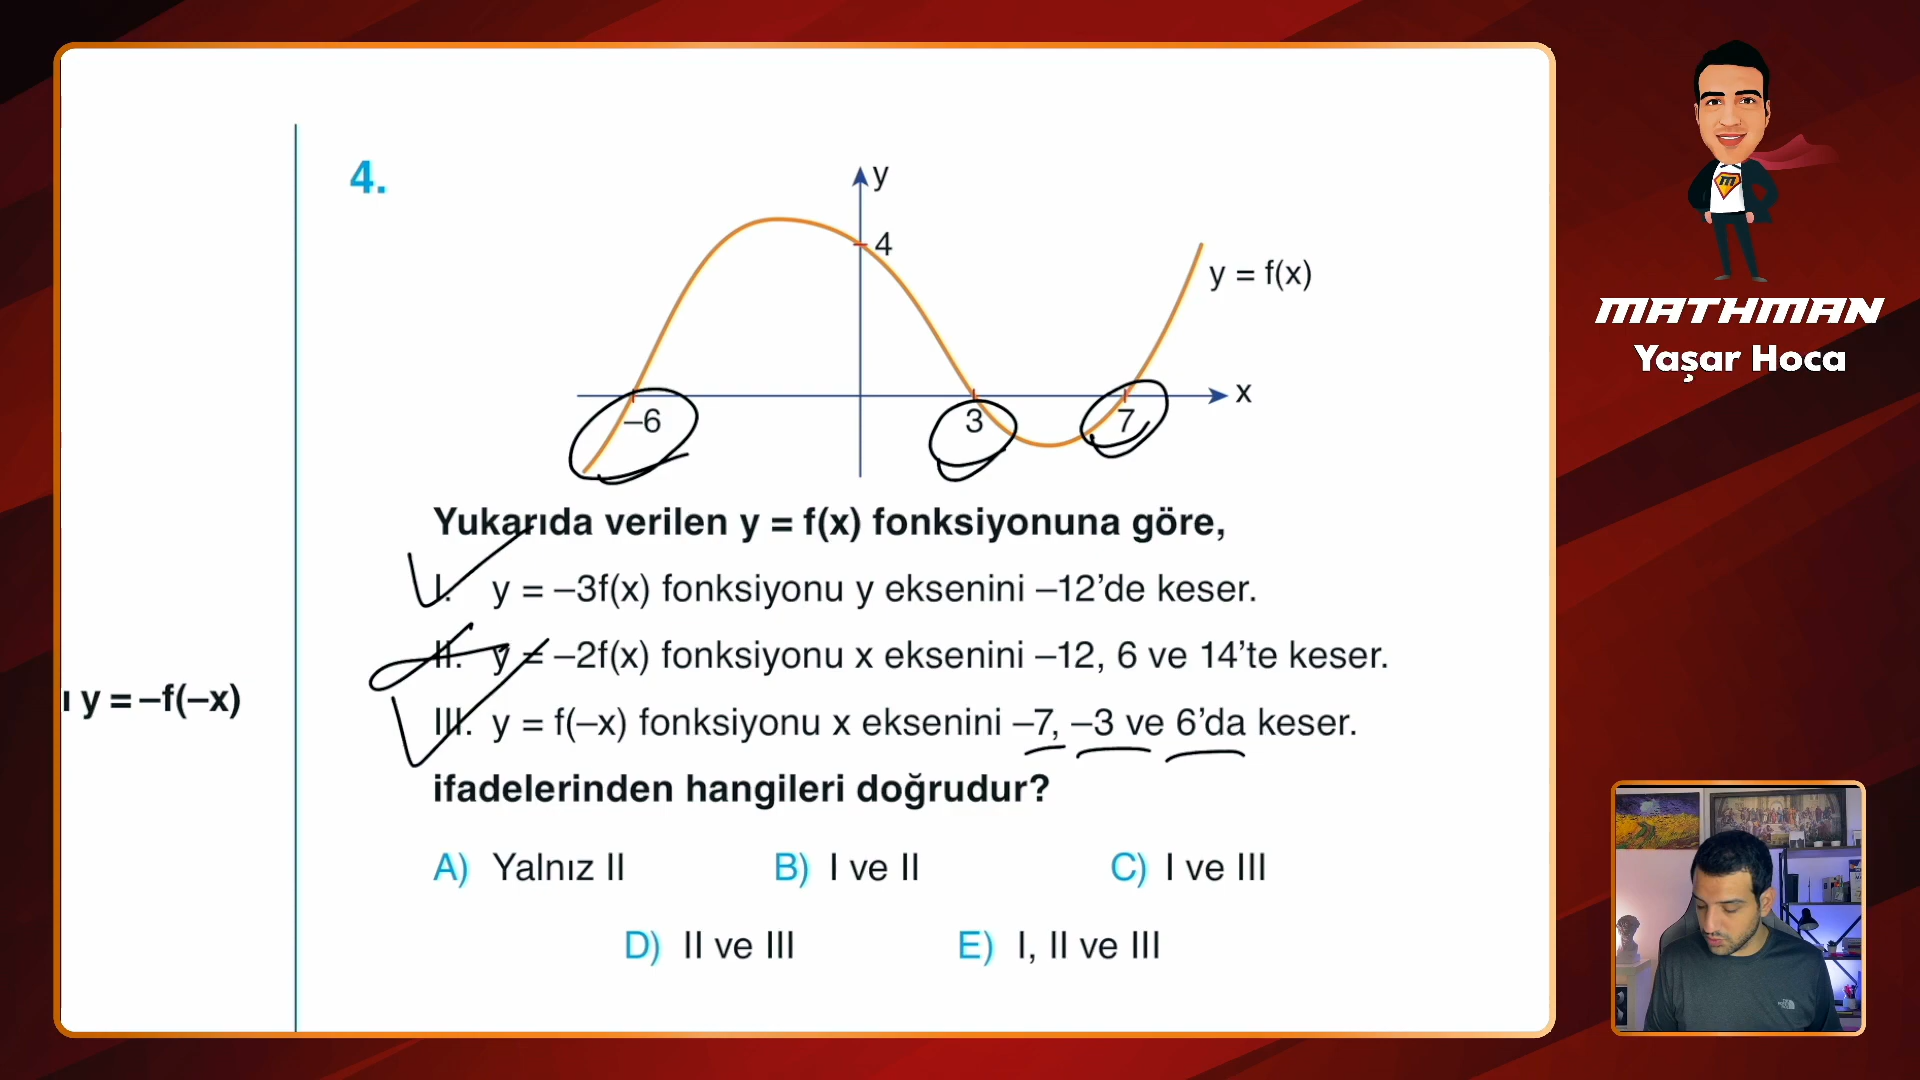 4.
y
4
y = f(x)
x
–6
3
7
Yukarıda verilen y = f(x) fonksiyonuna göre,
I. y = –3f(x) fonksiyonu y eksenini –12’de keser.
II. y = –2f(x) fonksiyonu x eksenini –12, 6 ve 14’te keser.
III. y = f(–x) fonksiyonu x eksenini –7, –3 ve 6’da keser.
ifadelerinden hangileri doğrudur?
A) Yalnız II B) I ve II C) I ve III
D) II ve III E) I, II ve III
ı y = –f(–x)
m
MATHMAN
Yaşar Hoca